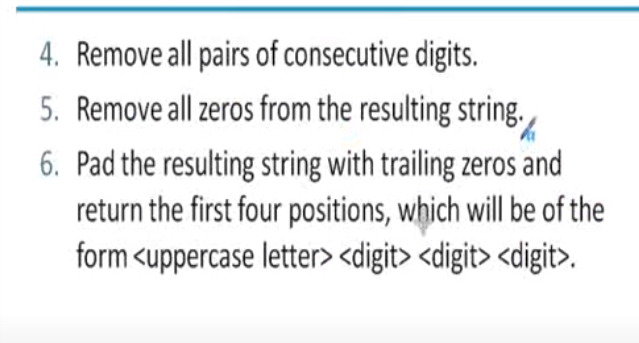 4. Remove all pairs of consecutive digits.
5. Remove all zeros from the resulting string.
6. Pad the resulting string with trailing zeros and
return the first four positions, which will be of the
form <uppercase letter> <digit> <digit> <digit>.